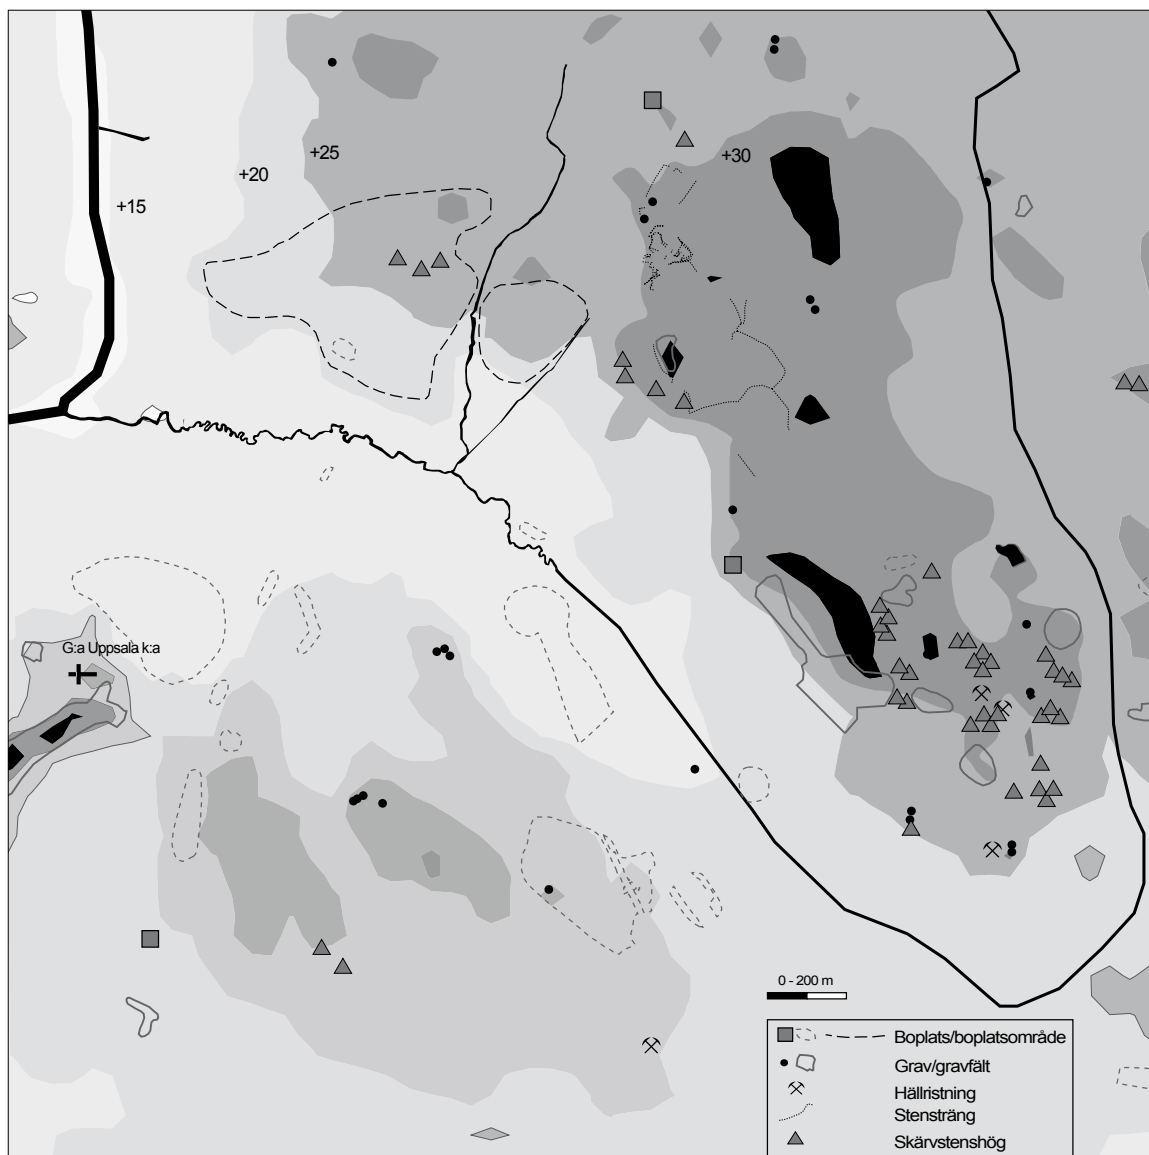 +25
+30
+20
+15
G:a Uppsala k:a
0 - 200 m
Boplats/boplatsområde
Grav/gravfält
Hällristning
Stensträng
Skärvstenshög